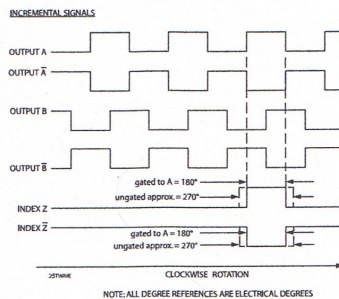 INCREMENTAL SIGNALS
OUTPUT A
OUTPUT A̅
OUTPUT B
OUTPUT B̅
gated to A = 180°
ungated approx. = 270°
INDEX Z
INDEX Z̅
gated to A = 180°
ungated approx. = 270°
25TWAVE
CLOCKWISE ROTATION
NOTE: ALL DEGREE REFERENCES ARE ELECTRICAL DEGREES